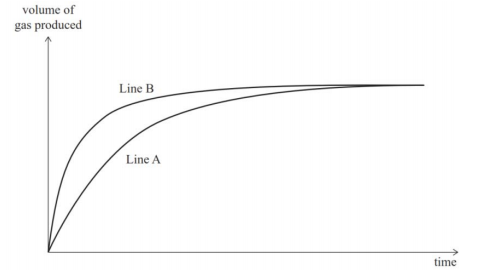 volume of
gas produced
Line B
Line A
time